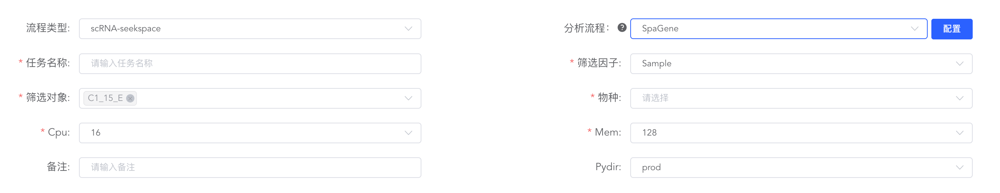 流程类型: scRNA-seekspace 分析流程: ? SpaGene 配置
* 任务名称: 请输入任务名称 * 筛选因子: Sample
* 筛选对象: C1_15_E * 物种: 请选择
* Cpu: 16 * Mem: 128
备注: 请输入备注 Pydir: prod